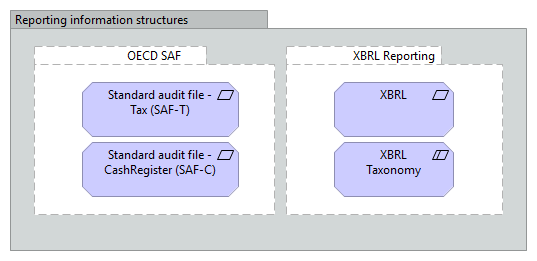 Reporting information structures
OECD SAF
Standard audit file -
Tax (SAF-T)
Standard audit file -
CashRegister (SAF-C)
XBRL Reporting
XBRL
XBRL
Taxonomy